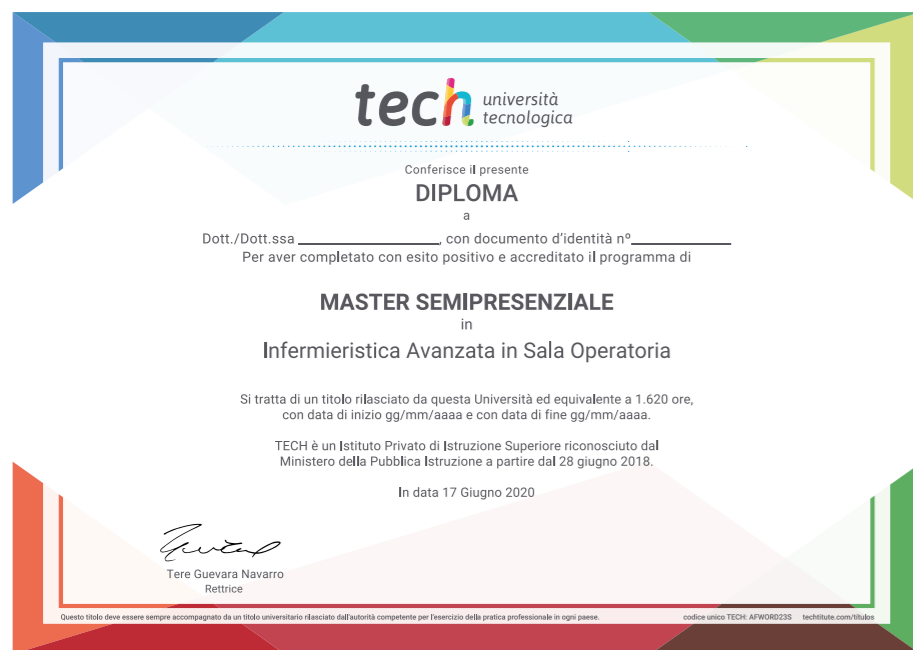 tech università
tecnologica
Conferisce il presente
DIPLOMA
a
Dott./Dott.ssa ________________, con documento d'identità nº____________
Per aver completato con esito positivo e accreditato il programma di
MASTER SEMIPRESENZIALE
in
Infermieristica Avanzata in Sala Operatoria
Si tratta di un titolo rilasciato da questa Università ed equivalente a 1.620 ore,
con data di inizio gg/mm/aaaa e con data di fine gg/mm/aaaa.
TECH è un Istituto Privato di Istruzione Superiore riconosciuto dal
Ministero della Pubblica Istruzione a partire dal 28 giugno 2018.
In data 17 Giugno 2020
Tere Guevara Navarro
Rettrice
Questo titolo deve essere sempre accompagnato da un titolo universitario rilasciato dall'autorità competente per l'esercizio della pratica professionale in ogni paese. codice unico TECH: AFWORD23S techtitute.com/titulos